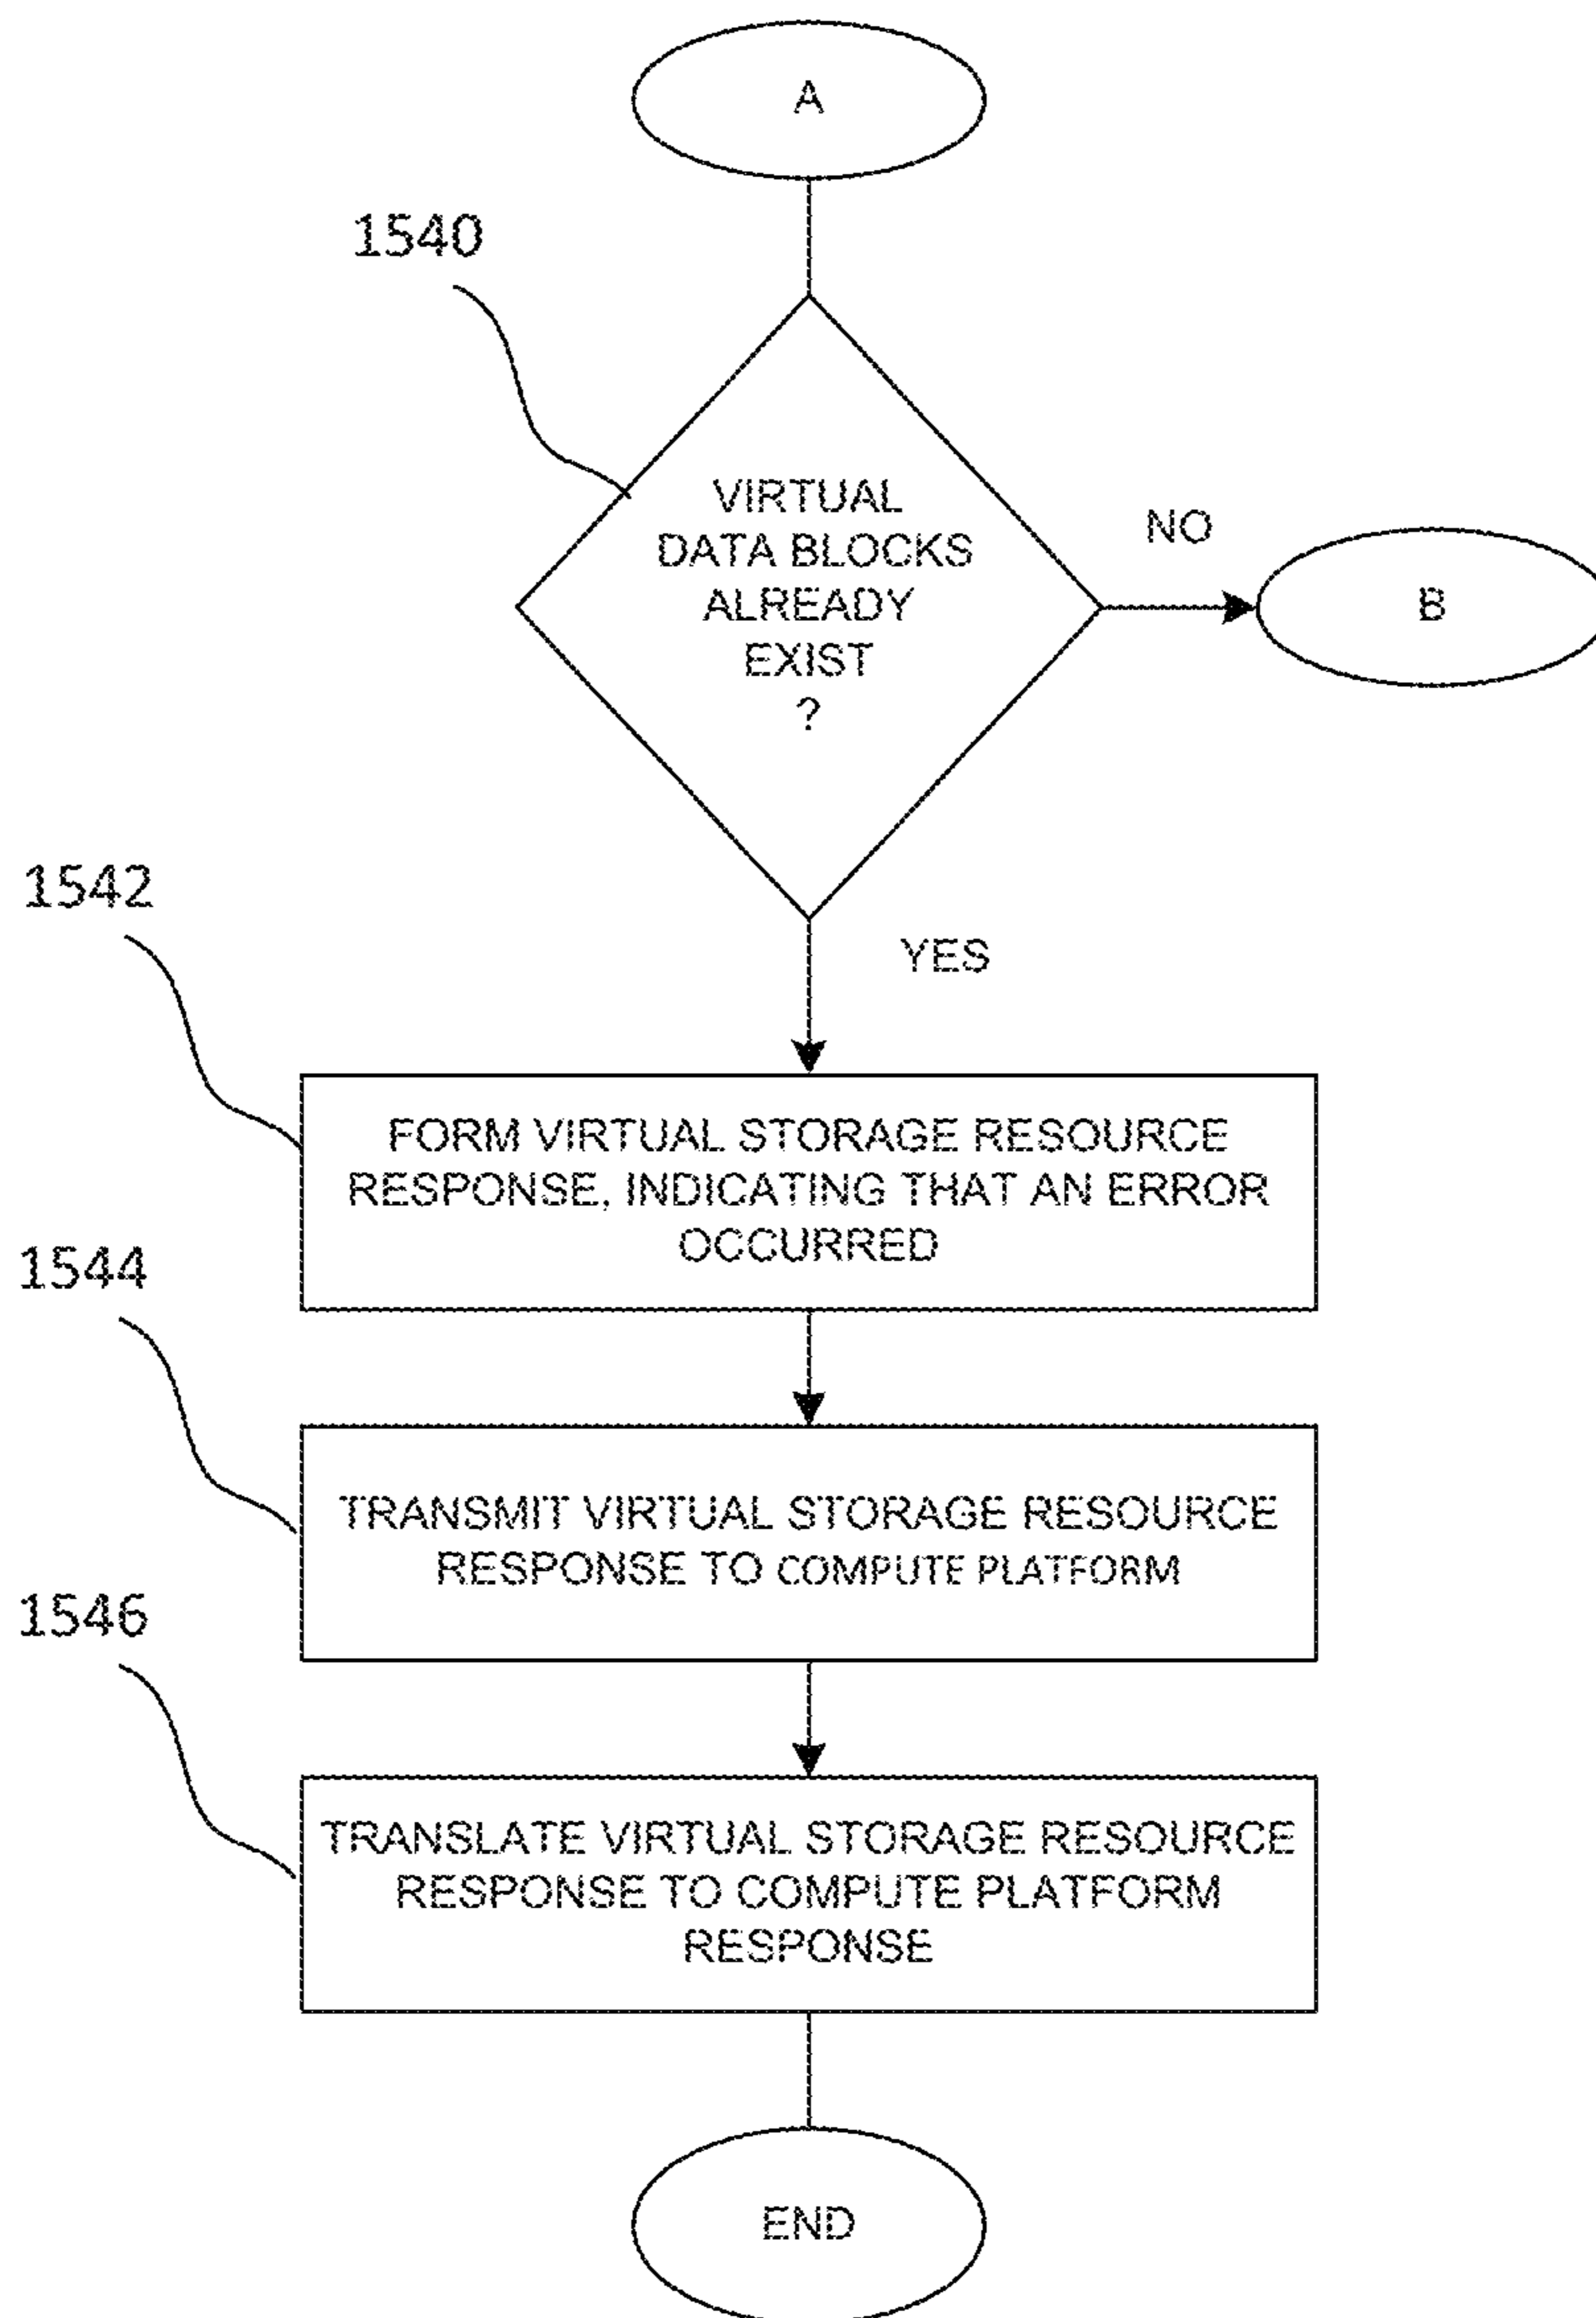 A
1540
VIRTUAL
DATA BLOCKS
ALREADY
EXIST
?
NO
B
YES
1542
FORM VIRTUAL STORAGE RESOURCE
RESPONSE, INDICATING THAT AN ERROR
OCCURRED
1544
TRANSMIT VIRTUAL STORAGE RESOURCE
RESPONSE TO COMPUTE PLATFORM
1546
TRANSLATE VIRTUAL STORAGE RESOURCE
RESPONSE TO COMPUTE PLATFORM
RESPONSE
END